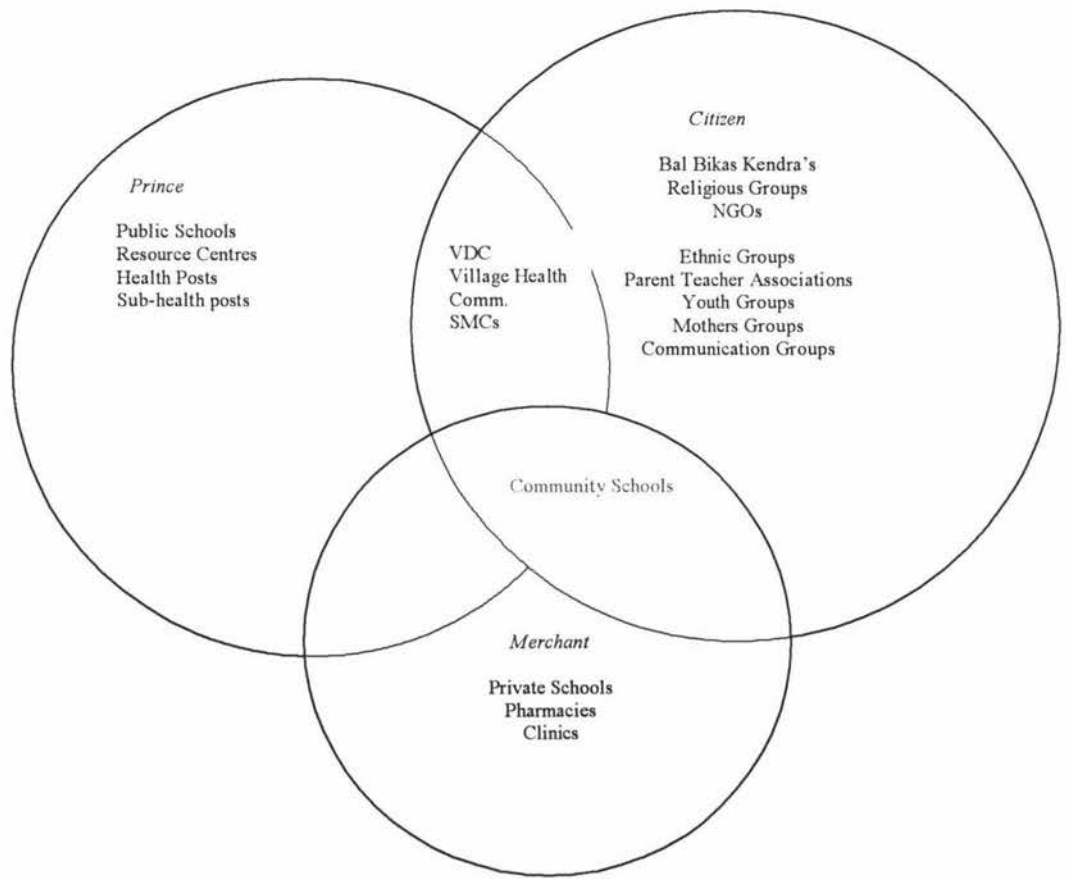 Prince
Public Schools
Resource Centres
Health Posts
Sub-health posts
VDC
Village Health
Comm.
SMCs
Citizen
Bal Bikas Kendra's
Religious Groups
NGOs
Ethnic Groups
Parent Teacher Associations
Youth Groups
Mothers Groups
Communication Groups
Community Schools
Merchant
Private Schools
Pharmacies
Clinics